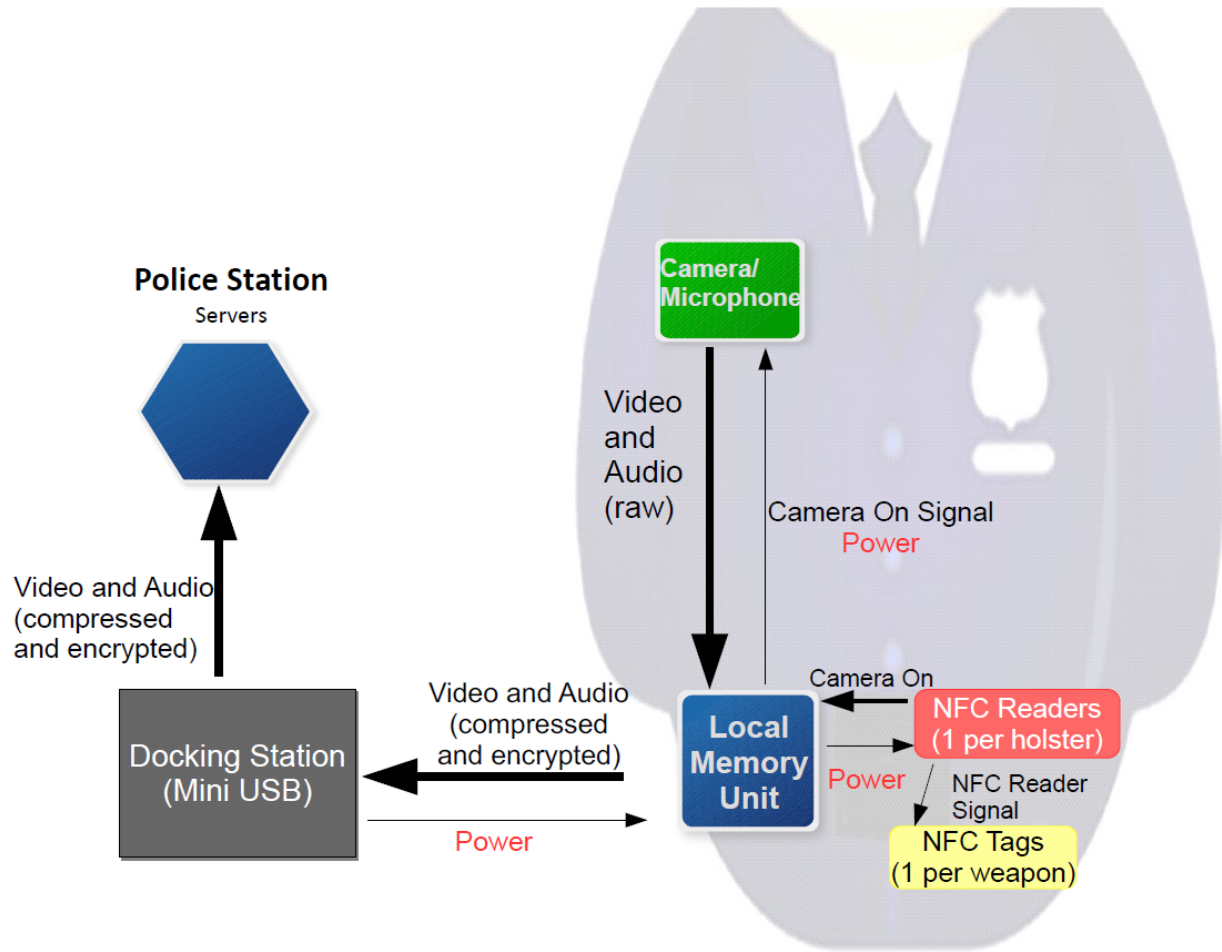 Police Station
Servers
Camera/
Microphone
Video
and
Audio
(raw)
Camera On Signal
Power
Video and Audio
(compressed
and encrypted)
Video and Audio
(compressed
and encrypted)
Camera On
Docking Station
(Mini USB)
Local
Memory
Unit
NFC Readers
(1 per holster)
Power
Power
NFC Reader
Signal
NFC Tags
(1 per weapon)